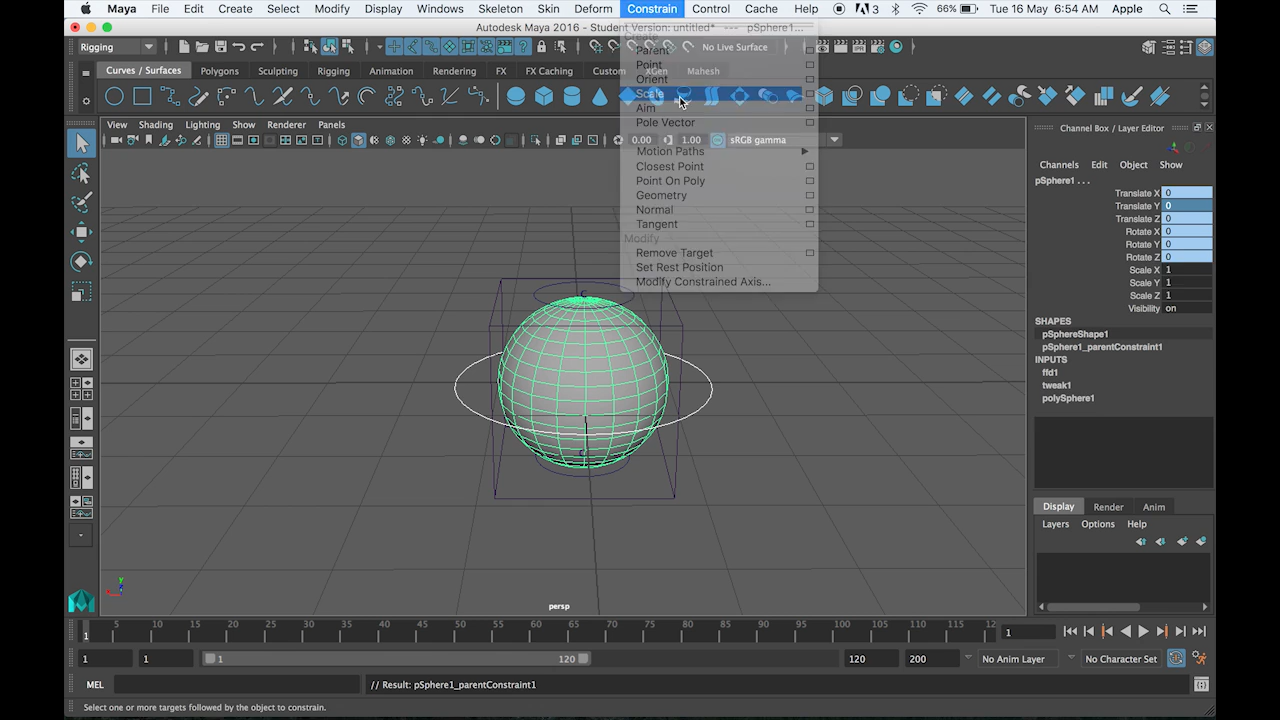 Maya File Edit Create Select Modify Display Windows Skeleton Skin Deform Constrain Control Cache Help 3 66% Tue 16 May 6:54 AM Apple
Autodesk Maya 2016 - Student Version: untitled* --- pSphere1...
Rigging No Live Surface
Curves / Surfaces Polygons Sculpting Rigging Animation Rendering FX FX Caching Custom XGen Mahesh
Create
Parent
Point
Orient
Scale
Aim
Pole Vector
Motion Paths
Closest Point
Point On Poly
Geometry
Normal
Tangent
Modify
Remove Target
Set Rest Position
Modify Constrained Axis...
View Shading Lighting Show Renderer Panels
0.00 1.00 sRGB gamma
persp
Channel Box / Layer Editor
Channels Edit Object Show
pSphere1 . . .
Translate X 0
Translate Y 0
Translate Z 0
Rotate X 0
Rotate Y 0
Rotate Z 0
Scale X 1
Scale Y 1
Scale Z 1
Visibility on
SHAPES
pSphereShape1
pSphere1_parentConstraint1
INPUTS
ffd1
tweak1
polySphere1
Display Render Anim
Layers Options Help
1 5 10 15 20 25 30 35 40 45 50 55 60 65 70 75 80 85 90 95 100 105 110 115 12 1
1 1 1 120 120 200 No Anim Layer No Character Set
MEL // Result: pSphere1_parentConstraint1
Select one or more targets followed by the object to constrain.